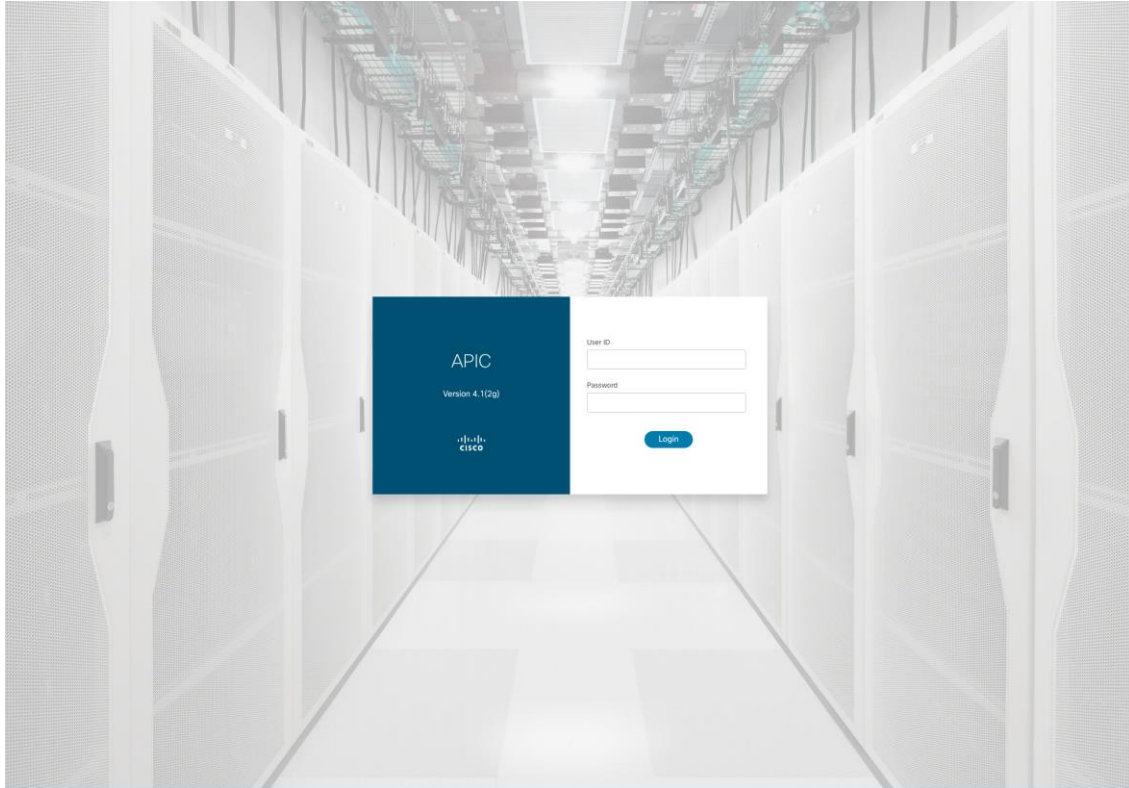 APIC
Version 4.1(2g)
CISCO
User ID
Password
Login